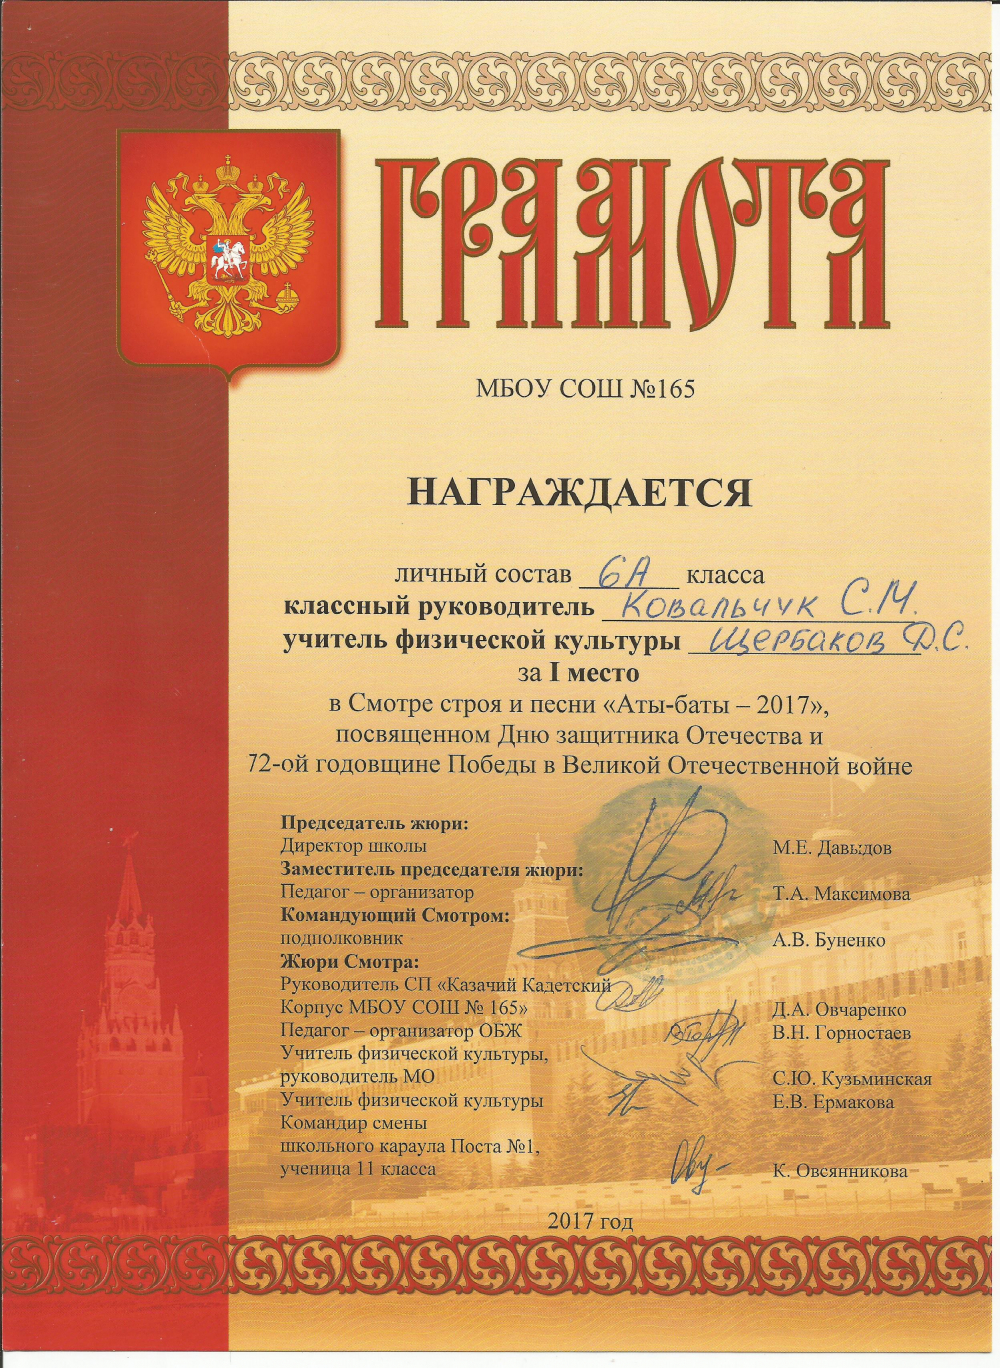 ГРАМОТА
МБОУ СОШ №165
НАГРАЖДАЕТСЯ
личный состав 6А класса
классный руководитель Ковальчук С.М.
учитель физической культуры Щербаков Д.С.
за I место
в Смотре строя и песни «Аты-баты – 2017»,
посвященном Дню защитника Отечества и
72-ой годовщине Победы в Великой Отечественной войне
Председатель жюри:
Директор школы М.Е. Давыдов
Заместитель председателя жюри:
Педагог – организатор Т.А. Максимова
Командующий Смотром:
подполковник А.В. Буненко
Жюри Смотра:
Руководитель СП «Казачий Кадетский
Корпус МБОУ СОШ № 165» Д.А. Овчаренко
Педагог – организатор ОБЖ В.Н. Горностаев
Учитель физической культуры,
руководитель МО С.Ю. Кузьминская
Учитель физической культуры Е.В. Ермакова
Командир смены
школьного караула Поста №1,
ученица 11 класса К. Овсянникова
2017 год